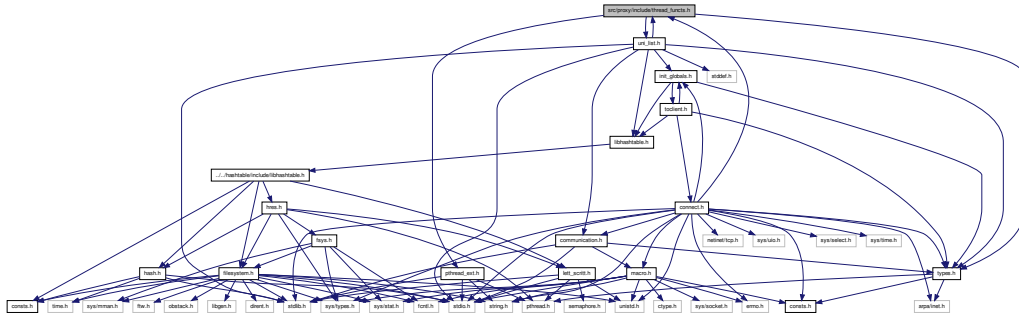 src/proxy/include/thread_functs.h
uni_list.h
init_globals.h
stddef.h
toclient.h
libhashtable.h
../../hashtable/include/libhashtable.h
hres.h
connect.h
fsys.h
communication.h
netinet/tcp.h
sys/uio.h
sys/select.h
sys/time.h
hash.h
filesystem.h
pthread_ext.h
lett_scritt.h
macro.h
types.h
consts.h
time.h
sys/mman.h
ftw.h
obstack.h
libgen.h
dirent.h
stdlib.h
sys/types.h
sys/stat.h
fcntl.h
stdio.h
string.h
pthread.h
semaphore.h
unistd.h
ctype.h
sys/socket.h
errno.h
consts.h
arpa/inet.h